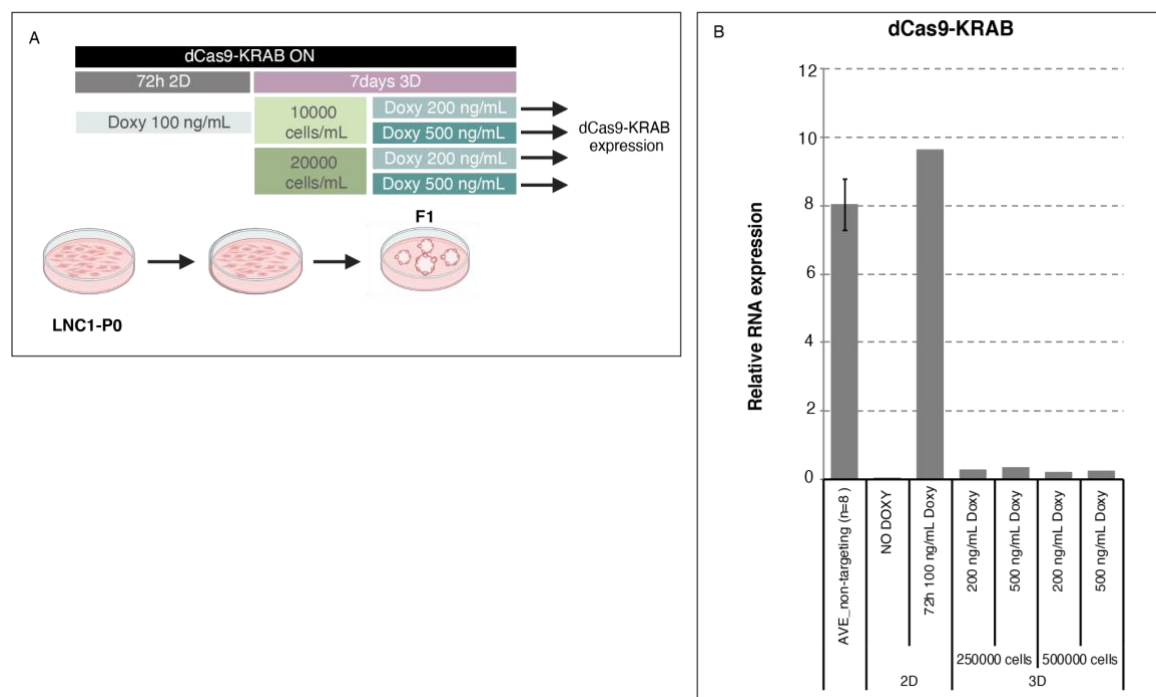 A
dCas9-KRAB ON
72h 2D
7days 3D
Doxy 100 ng/mL
10000
cells/mL
Doxy 200 ng/mL
Doxy 500 ng/mL
20000
cells/mL
Doxy 200 ng/mL
Doxy 500 ng/mL
dCas9-KRAB
expression
F1
LNC1-P0
B
dCas9-KRAB
Relative RNA expression
12
10
8
6
4
2
0
AVE_non-targeting (n=8 )
NO DOXY
72h 100 ng/mL Doxy
200 ng/mL Doxy
500 ng/mL Doxy
200 ng/mL Doxy
500 ng/mL Doxy
250000 cells
500000 cells
2D
3D